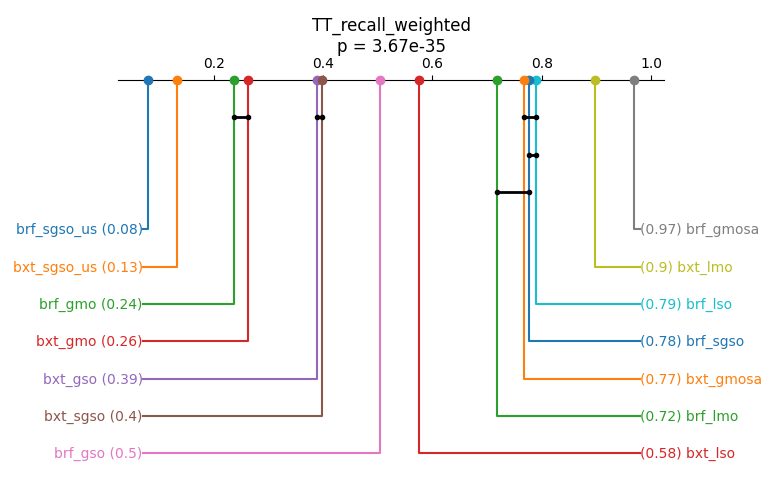 TT_recall_weighted
p = 3.67e-35
0.2 0.4 0.6 0.8 1.0
brf_sgso_us (0.08) (0.97) brf_gmosa
bxt_sgso_us (0.13) (0.9) bxt_lmo
brf_gmo (0.24) (0.79) brf_lso
bxt_gmo (0.26) (0.78) brf_sgso
bxt_gso (0.39) (0.77) bxt_gmosa
bxt_sgso (0.4) (0.72) brf_lmo
brf_gso (0.5) (0.58) bxt_lso